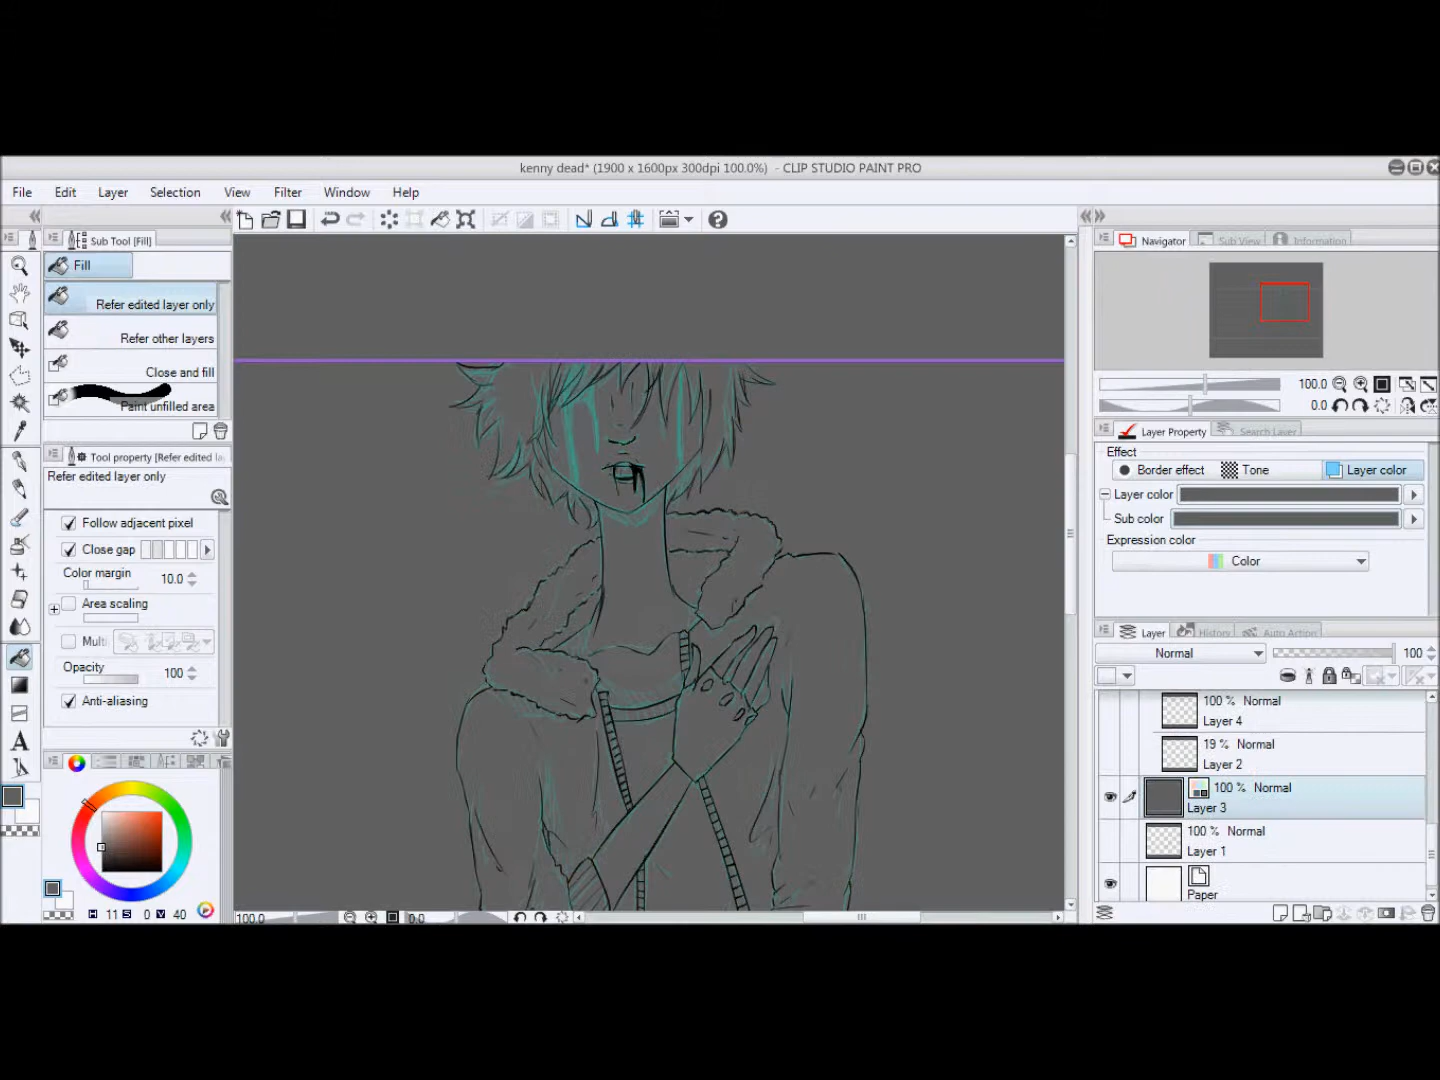 kenny dead* (1900 x 1600px 300dpi 100.0%) - CLIP STUDIO PAINT PRO
File Edit Layer Selection View Filter Window Help
Sub Tool [Fill]
Fill
Refer edited layer only
Refer other layers
Close and fill
Paint unfilled area
Tool property [Refer edited la
Refer edited layer only
Follow adjacent pixel
Close gap
Color margin 10.0
Area scaling
Multi
Opacity 100
Anti-aliasing
H 11 S 0 V 40
100.0 0.0
Navigator Sub View Information
100.0
0.0
Layer Property Search Layer
Effect
Border effect Tone Layer color
Layer color
Sub color
Expression color
Color
Layer History Auto Action
Normal 100
100 % Normal
Layer 4
19 % Normal
Layer 2
100 % Normal
Layer 3
100 % Normal
Layer 1
Paper